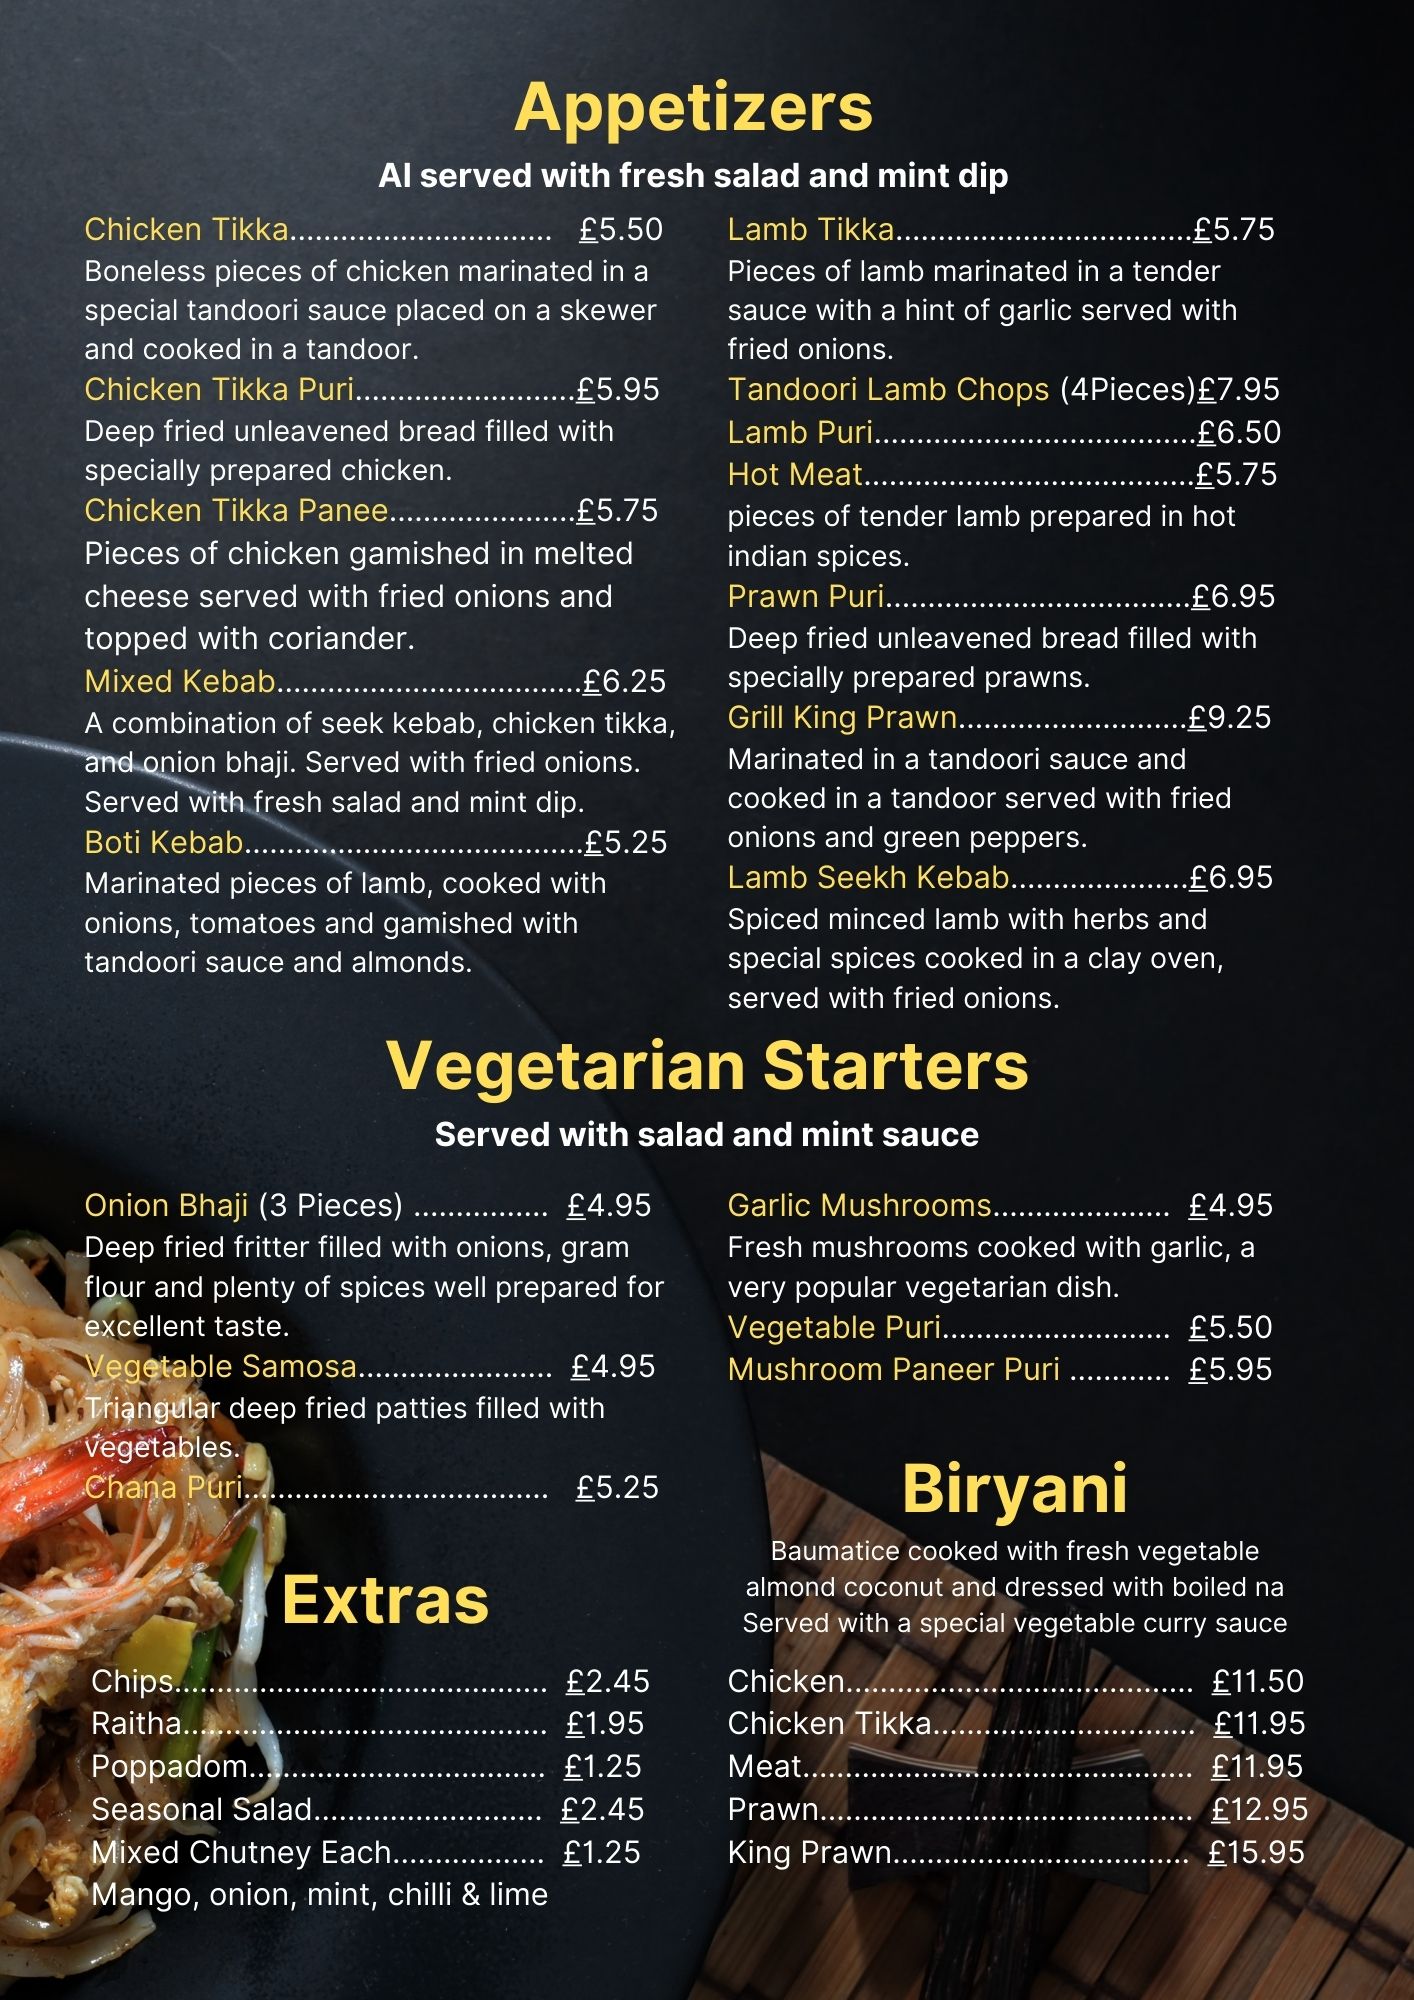 Appetizers
Al served with fresh salad and mint dip
Chicken Tikka............................... £5.50
Boneless pieces of chicken marinated in a
special tandoori sauce placed on a skewer
and cooked in a tandoor.
Chicken Tikka Puri..........................£5.95
Deep fried unleavened bread filled with
specially prepared chicken.
Chicken Tikka Panee......................£5.75
Pieces of chicken gamished in melted
cheese served with fried onions and
topped with coriander.
Mixed Kebab....................................£6.25
A combination of seek kebab, chicken tikka,
and onion bhaji. Served with fried onions.
Served with fresh salad and mint dip.
Boti Kebab........................................£5.25
Marinated pieces of lamb, cooked with
onions, tomatoes and gamished with
tandoori sauce and almonds.
Lamb Tikka...................................£5.75
Pieces of lamb marinated in a tender
sauce with a hint of garlic served with
fried onions.
Tandoori Lamb Chops (4Pieces)£7.95
Lamb Puri......................................£6.50
Hot Meat.......................................£5.75
pieces of tender lamb prepared in hot
indian spices.
Prawn Puri....................................£6.95
Deep fried unleavened bread filled with
specially prepared prawns.
Grill King Prawn...........................£9.25
Marinated in a tandoori sauce and
cooked in a tandoor served with fried
onions and green peppers.
Lamb Seekh Kebab.....................£6.95
Spiced minced lamb with herbs and
special spices cooked in a clay oven,
served with fried onions.
Vegetarian Starters
Served with salad and mint sauce
Onion Bhaji (3 Pieces) ................ £4.95
Deep fried fritter filled with onions, gram
flour and plenty of spices well prepared for
excellent taste.
Vegetable Samosa....................... £4.95
Triangular deep fried patties filled with
vegetables.
Chana Puri.................................... £5.25
Garlic Mushrooms..................... £4.95
Fresh mushrooms cooked with garlic, a
very popular vegetarian dish.
Vegetable Puri........................... £5.50
Mushroom Paneer Puri ............ £5.95
Extras
Chips............................................ £2.45
Raitha........................................... £1.95
Poppadom................................... £1.25
Seasonal Salad........................... £2.45
Mixed Chutney Each.................. £1.25
Mango, onion, mint, chilli & lime
Biryani
Baumatice cooked with fresh vegetable
almond coconut and dressed with boiled na
Served with a special vegetable curry sauce
Chicken......................................... £11.50
Chicken Tikka............................... £11.95
Meat.............................................. £11.95
Prawn............................................ £12.95
King Prawn................................... £15.95